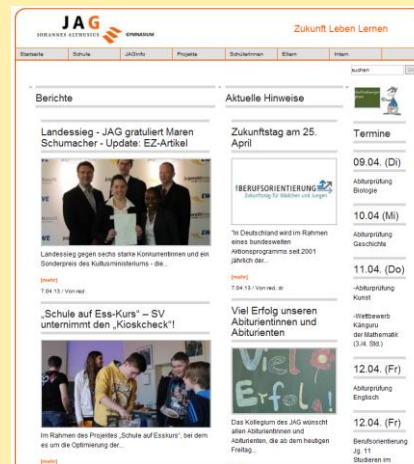 JAG
JOHANNES ALTHUSIUS GYMNASIUM
Zukunft Leben Lernen
Startseite Schule JAGinfo Projekte SchülerInnen Eltern Intern
suchen
Berichte
Landessieg - JAG gratuliert Maren
Schumacher - Update: EZ-Artikel
Landessieg gegen sechs starke Konkurrentinnen und ein
Sonderpreis des Kultusministeriums - die...
[mehr]
7.04.13 / Von red.
„Schule auf Ess-Kurs“ – SV
unternimmt den „Kioskcheck“!
Im Rahmen des Projektes „Schule auf Esskurs“, bei dem
es um die Optimierung der...
[mehr]
Aktuelle Hinweise
Zukunftstag am 25.
April
!BERUFSORIENTIERUNG
Zukunftstag für Mädchen und Jungen
"In Deutschland wird im Rahmen
eines bundesweiten
Aktionsprogramms seit 2001
jährlich der...
[mehr]
7.04.13 / Von red.
Viel Erfolg unseren
Abiturientinnen und
Abiturienten
Viel
Erfolg!
Das Kollegium des JAG wünscht
allen Abiturientinnen und
Abiturienten, die ab dem heutigen
Freitag...
Termine
09.04. (Di)
Abiturprüfung
Biologie
10.04 (Mi)
Abiturprüfung
Geschichte
11.04. (Do)
-Abiturprüfung
Kunst
-Wettbewerb
Känguru
der Mathematik
(3./4. Std.)
12.04. (Fr)
Abiturprüfung
Englisch
12.04. (Fr)
Berufsorientierung
Jg. 11
Studieren im